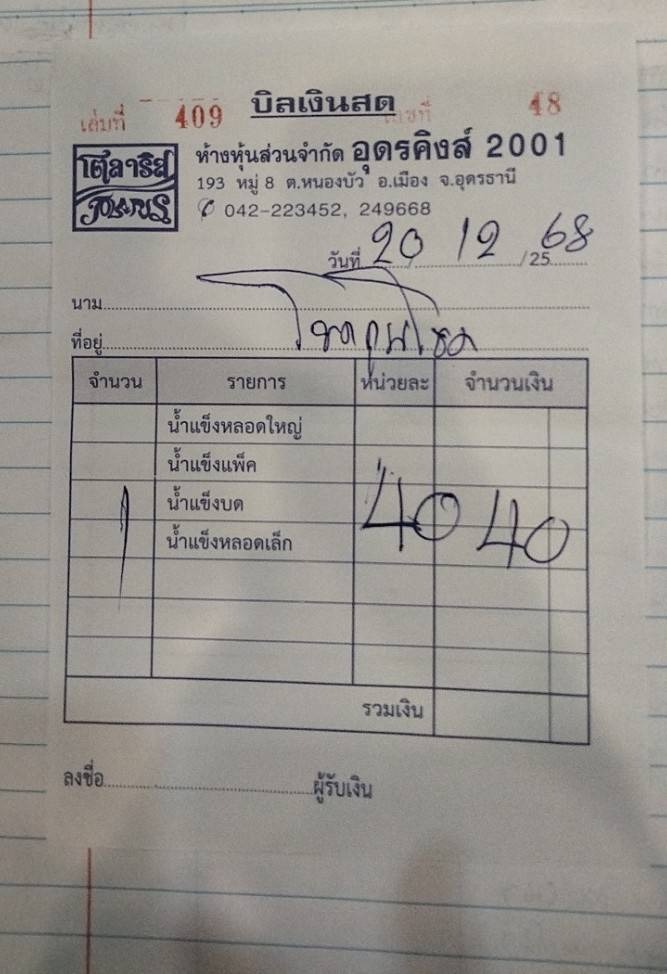 บิลเงินสด
เล่มที่ 409 เลขที่ 48
โพลาริส
POLARIS
ห้างหุ้นส่วนจำกัด อุดรคิงส์ 2001
193 หมู่ 8 ต.หนองบัว อ.เมือง จ.อุดรธานี
042-223452, 249668
วันที่ 20 / 12 / 2568
นาม
ที่อยู่
จำนวน รายการ หน่วยละ จำนวนเงิน
น้ำแข็งหลอดใหญ่
น้ำแข็งแพ็ค
1 น้ำแข็งบด 40 40
น้ำแข็งหลอดเล็ก
รวมเงิน
ลงชื่อ ผู้รับเงิน